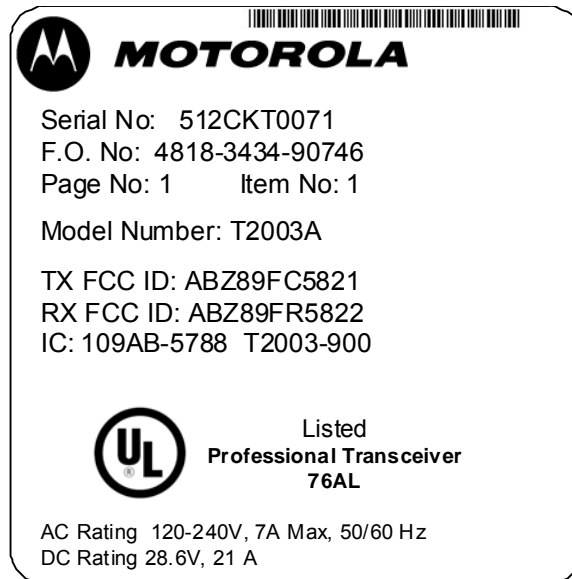 MOTOROLA
Serial No: 512CKT0071
F.O. No: 4818-3434-90746
Page No: 1 Item No: 1
Model Number: T2003A
TX FCC ID: ABZ89FC5821
RX FCC ID: ABZ89FR5822
IC: 109AB-5788 T2003-900
UL ®
Listed
Professional Transceiver
76AL
AC Rating 120-240V, 7A Max, 50/60 Hz
DC Rating 28.6V, 21 A